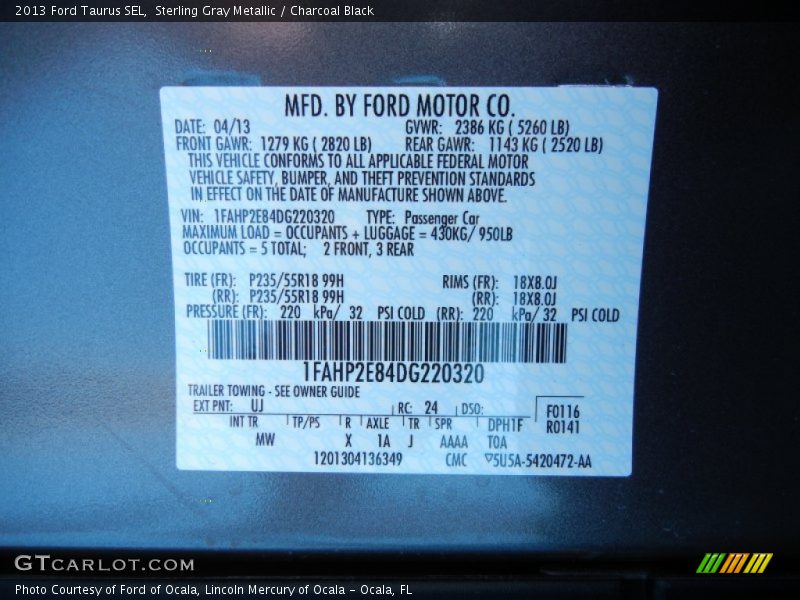 2013 Ford Taurus SEL, Sterling Gray Metallic / Charcoal Black
MFD. BY FORD MOTOR CO.
DATE: 04/13 GVWR: 2386 KG ( 5260 LB)
FRONT GAWR: 1279 KG ( 2820 LB) REAR GAWR: 1143 KG ( 2520 LB)
THIS VEHICLE CONFORMS TO ALL APPLICABLE FEDERAL MOTOR
VEHICLE SAFETY, BUMPER, AND THEFT PREVENTION STANDARDS
IN EFFECT ON THE DATE OF MANUFACTURE SHOWN ABOVE.
VIN: 1FAHP2E84DG220320 TYPE: Passenger Car
MAXIMUM LOAD = OCCUPANTS + LUGGAGE = 430KG/ 950LB
OCCUPANTS = 5 TOTAL; 2 FRONT, 3 REAR
TIRE (FR): P235/55R18 99H RIMS (FR): 18X8.0J
(RR): P235/55R18 99H (RR): 18X8.0J
PRESSURE (FR): 220 kPa/ 32 PSI COLD (RR): 220 kPa/ 32 PSI COLD
1FAHP2E84DG220320
TRAILER TOWING - SEE OWNER GUIDE
EXT PNT: UJ RC: 24 DSO: F0116
INT TR TP/PS R AXLE TR SPR DPH1F R0141
MW X 1A J AAAA TOA
1201304136349 CMC ▽5U5A-5420472-AA
GTCARLOT.COM
Photo Courtesy of Ford of Ocala, Lincoln Mercury of Ocala - Ocala, FL